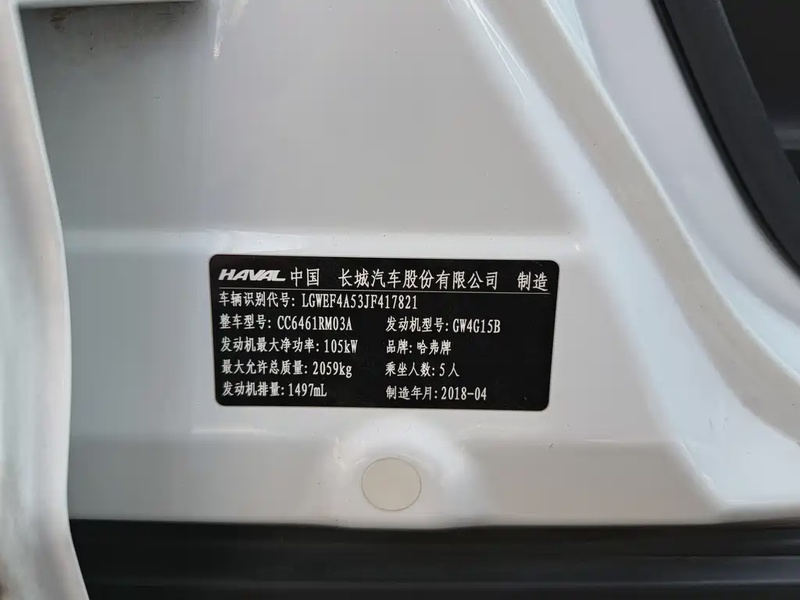 HAVAL 中国 长城汽车股份有限公司 制造
车辆识别代号: LGWEF4A53JF417821
整车型号: CC6461RM03A 发动机型号: GW4G15B
发动机最大净功率: 105kW 品牌: 哈弗牌
最大允许总质量: 2059kg 乘坐人数: 5人
发动机排量: 1497mL 制造年月: 2018-04